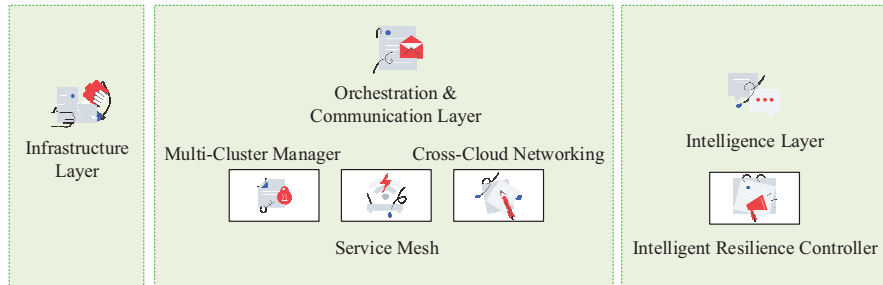 Infrastructure
Layer
Orchestration &
Communication Layer
Multi-Cluster Manager
Cross-Cloud Networking
Service Mesh
Intelligence Layer
Intelligent Resilience Controller